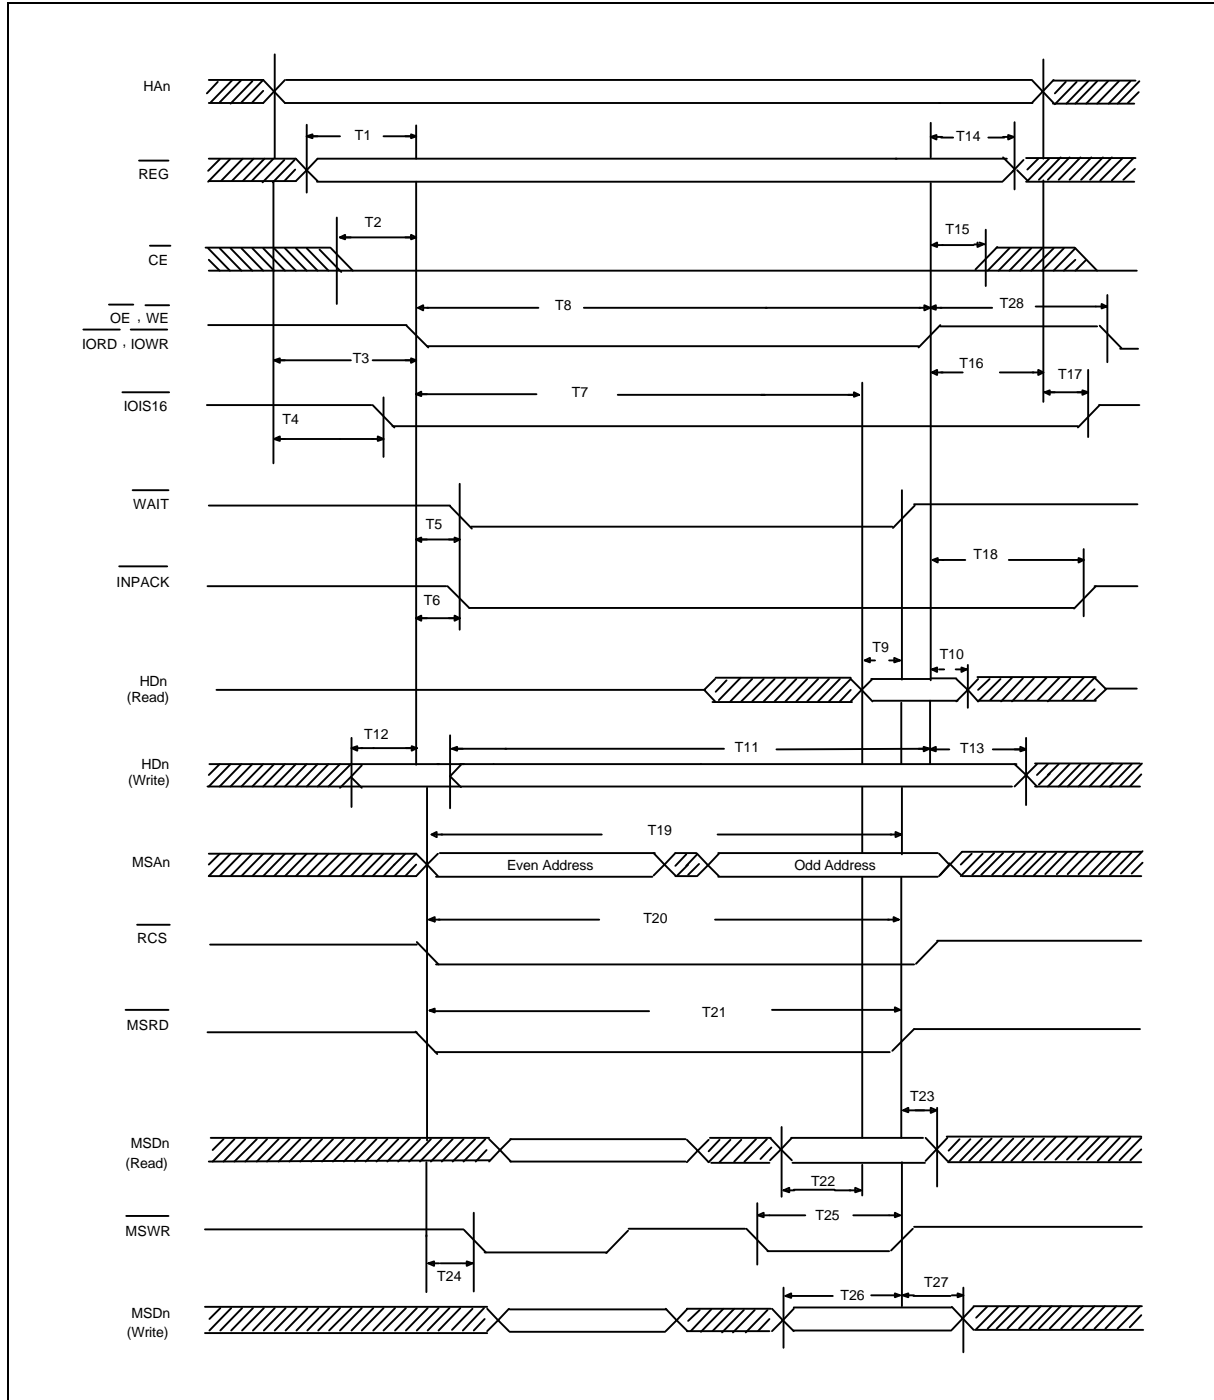 HAn
T1
T14
REG
T2
T15
CE
T8
T28
OE , WE
IORD , IOWR
T3
T16
T7
T17
IOIS16
T4
WAIT
T5
T18
INPACK
T6
T9
T10
HDn
(Read)
T12
T11
T13
HDn
(Write)
T19
MSAn
Even Address
Odd Address
T20
RCS
T21
MSRD
T23
MSDn
(Read)
T22
T25
MSWR
T24
T26
T27
MSDn
(Write)